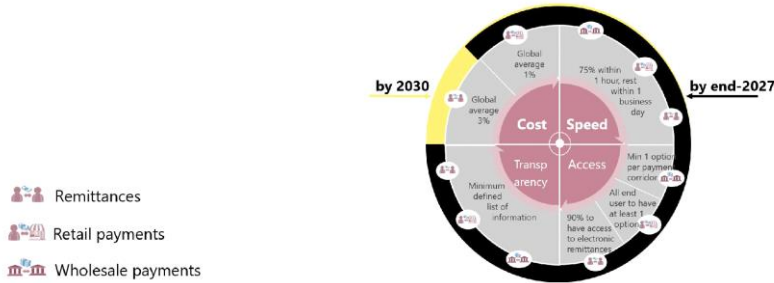 by 2030
by end-2027
Global
average
1%
75% within
1 hour, rest
within 1
business
day
Global
average
3%
Cost
Speed
Transp
arency
Access
Min 1 option
per payment
corridor
Minimum
defined
list of
information
All end
user to have
at least 1
option
90% to
have access
to electronic
remittances
Remittances
Retail payments
Wholesale payments